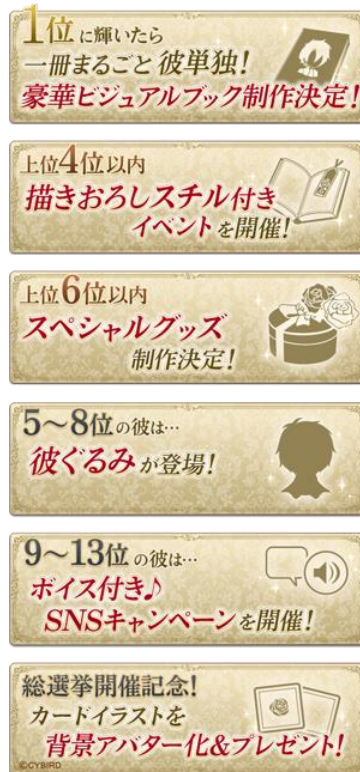 1位に輝いたら
一冊まるごと彼単独!
豪華ビジュアルブック制作決定!
上位4位以内
描きおろしスチル付き
イベントを開催!
上位6位以内
スペシャルグッズ
制作決定!
5～8位の彼は…
彼ぐるみが登場!
9～13位の彼は…
ボイス付き♪
SNSキャンペーンを開催!
総選挙開催記念!
カードイラストを
背景アバター化&プレゼント!
©CYBIRD